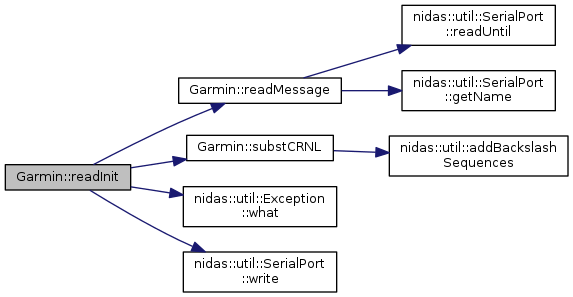 Garmin::readInit
Garmin::readMessage
nidas::util::SerialPort
::readUntil
nidas::util::SerialPort
::getName
Garmin::substCRNL
nidas::util::addBackslash
Sequences
nidas::util::Exception
::what
nidas::util::SerialPort
::write